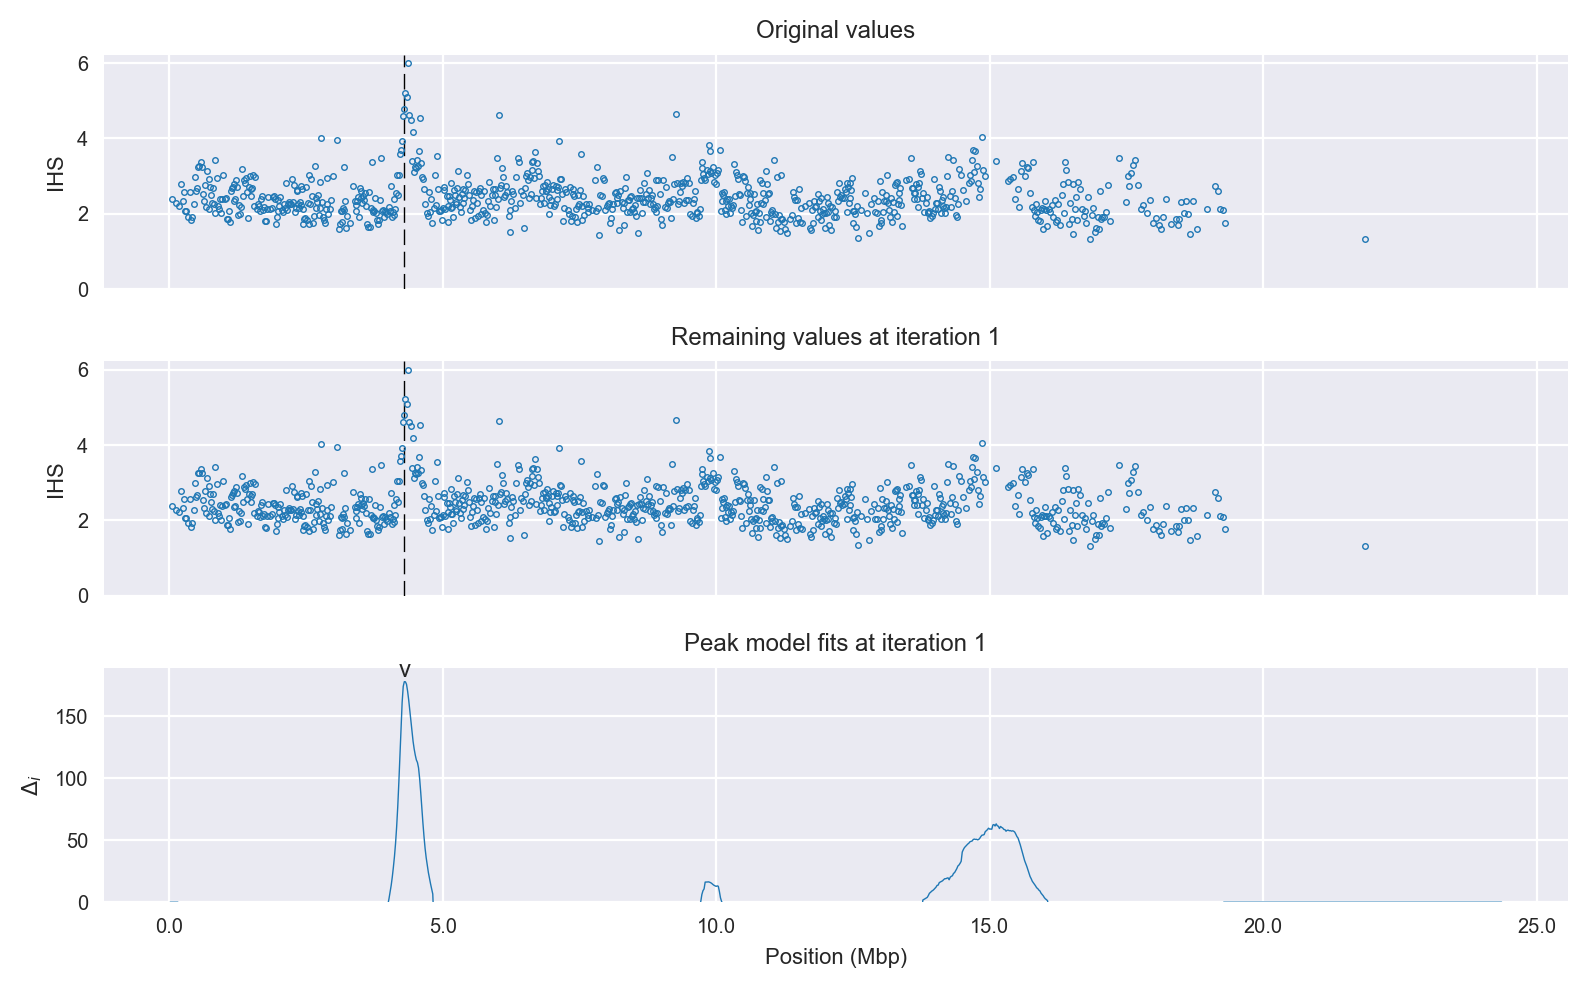 Original values
6
4
2
0
IHS
Remaining values at iteration 1
6
4
2
0
IHS
Peak model fits at iteration 1
v
150
100
50
0
Δi
0.0 5.0 10.0 15.0 20.0 25.0
Position (Mbp)